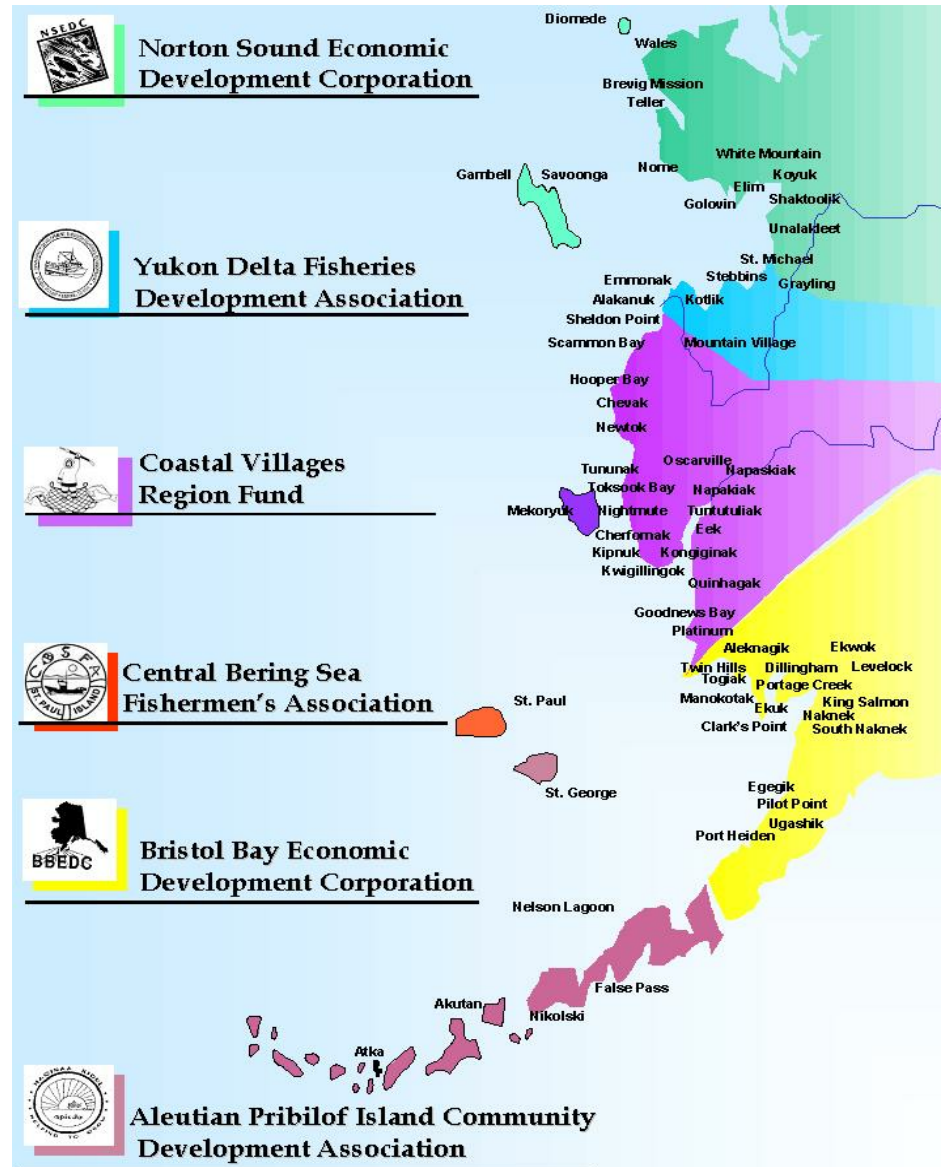 NSEDC
Norton Sound Economic
Development Corporation
Diomede
Wales
Brevig Mission
Teller
Nome
White Mountain
Koyuk
Elim
Golovin
Shaktoolik
Unalakleet
Gambell
Savoonga
St. Michael
Stebbins
Grayling
Yukon Delta Fisheries
Development Association
Emmonak
Alakanuk
Kotlik
Sheldon Point
Mountain Village
Scammon Bay
Hooper Bay
Chevak
Newtok
Coastal Villages
Region Fund
Oscarville
Napaskiak
Tununak
Toksook Bay
Napakiak
Mekoryuk
Nightmute
Tuntutuliak
Eek
Cherfornak
Kipnuk
Kongiginak
Kwigillingok
Quinhagak
Goodnews Bay
Platinum
CBSFA
ST. PAUL ISLAND
Central Bering Sea
Fishermen's Association
St. Paul
St. George
Aleknagik
Ekwok
Twin Hills
Dillingham
Levelock
Togiak
Portage Creek
Manokotak
Ekuk
King Salmon
Naknek
Clark's Point
South Naknek
Egegik
Pilot Point
Ugashik
Port Heiden
BBEDC
Bristol Bay Economic
Development Corporation
Nelson Lagoon
False Pass
Akutan
Nikolski
Atka
apicda
HELPING TO GROW
Aleutian Pribilof Island Community
Development Association